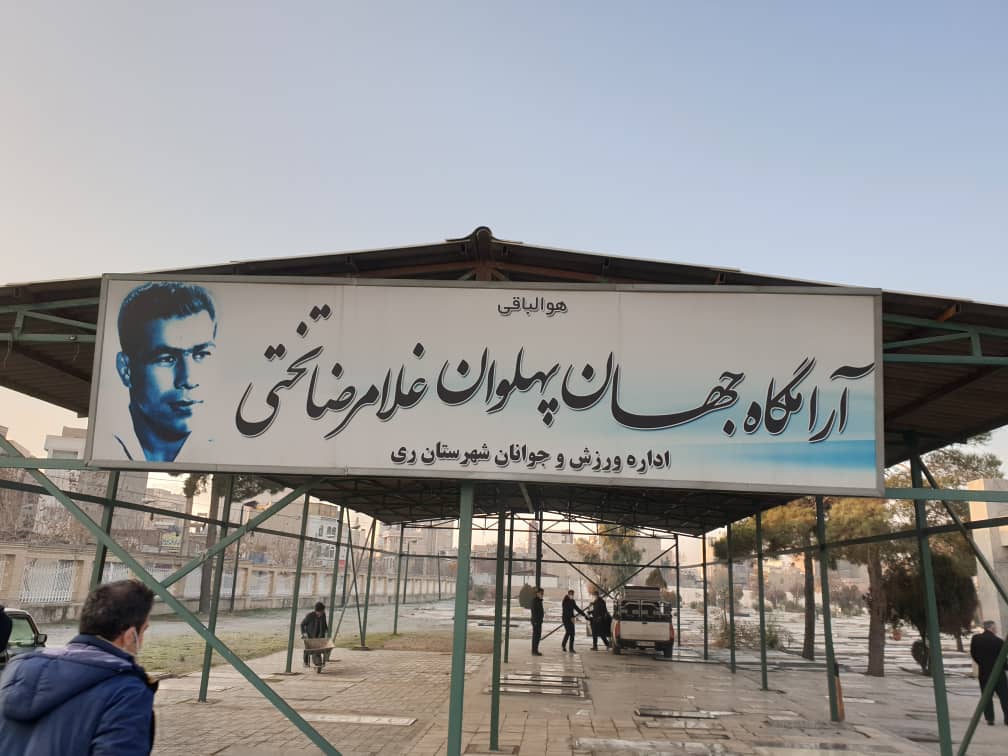 هوالباقی
آرامگاه جهان پهلوان غلامرضا تختی
اداره ورزش و جوانان شهرستان ری